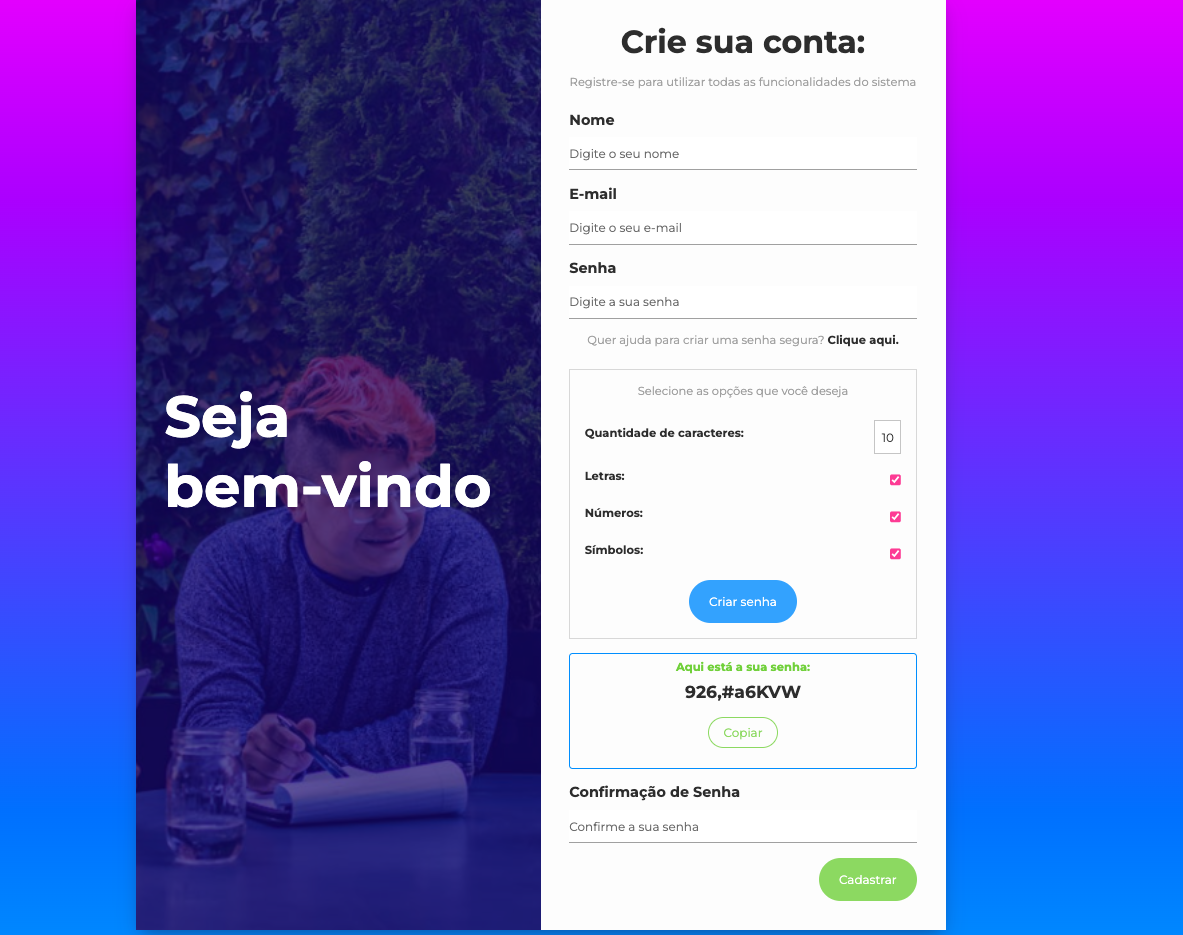 Seja
bem-vindo
Crie sua conta:
Registre-se para utilizar todas as funcionalidades do sistema
Nome
Digite o seu nome
E-mail
Digite o seu e-mail
Senha
Digite a sua senha
Quer ajuda para criar uma senha segura? Clique aqui.
Selecione as opções que você deseja
Quantidade de caracteres: 10
Letras:
Números:
Símbolos:
Criar senha
Aqui está a sua senha:
926,#a6KVW
Copiar
Confirmação de Senha
Confirme a sua senha
Cadastrar